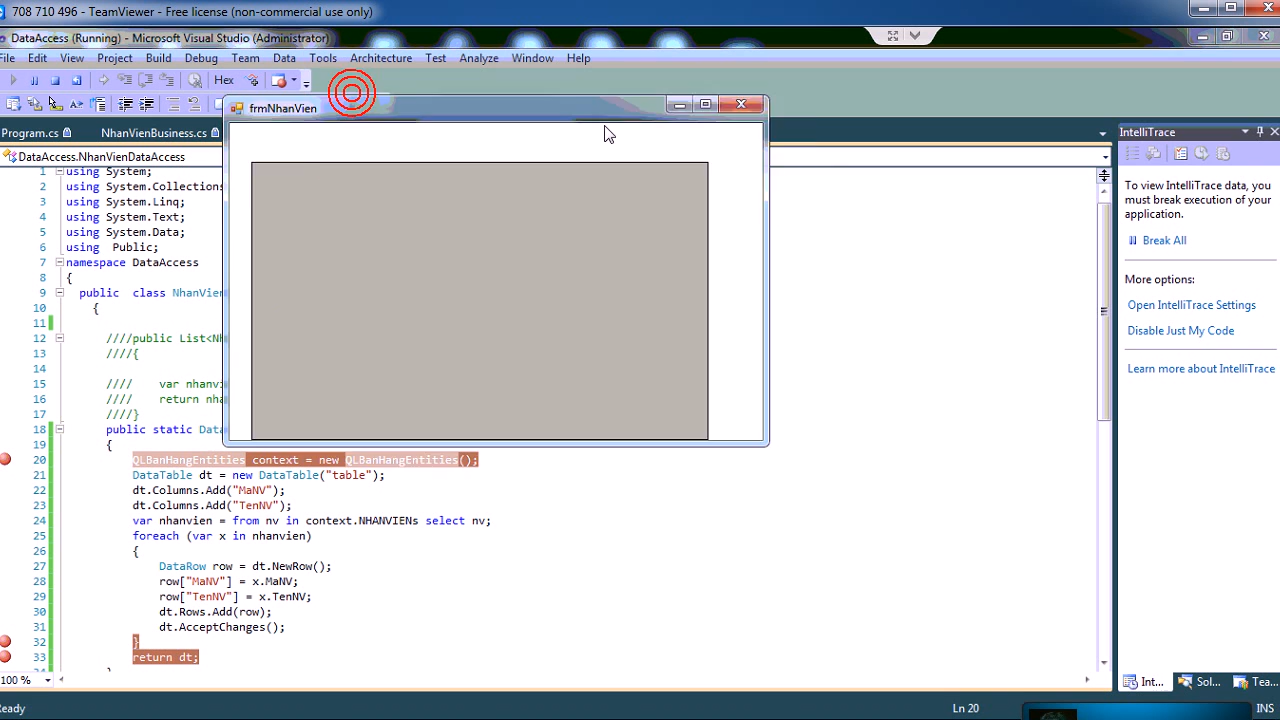 708 710 496 - TeamViewer - Free license (non-commercial use only)
DataAccess (Running) - Microsoft Visual Studio (Administrator)
File Edit View Project Build Debug Team Data Tools Architecture Test Analyze Window Help
Hex
frmNhanVien
Program.cs NhanVienBusiness.cs
IntelliTrace
DataAccess.NhanVienDataAccess
1 using System;
2 using System.Collections
3 using System.Linq;
4 using System.Text;
5 using System.Data;
6 using Public;
7 namespace DataAccess
8 {
9 public class NhanVien
10 {
11
12 ////public List<Nh
13 ////{
14
15 //// var nhanvi
16 //// return nha
17 ////}
18 public static Data
19 {
20 QLBanHangEntities context = new QLBanHangEntities();
21 DataTable dt = new DataTable("table");
22 dt.Columns.Add("MaNV");
23 dt.Columns.Add("TenNV");
24 var nhanvien = from nv in context.NHANVIENs select nv;
25 foreach (var x in nhanvien)
26 {
27 DataRow row = dt.NewRow();
28 row["MaNV"] = x.MaNV;
29 row["TenNV"] = x.TenNV;
30 dt.Rows.Add(row);
31 dt.AcceptChanges();
32 }
33 return dt;
To view IntelliTrace data, you
must break execution of your
application.
Break All
More options:
Open IntelliTrace Settings
Disable Just My Code
Learn more about IntelliTrace
100 %
Int... Sol... Tea...
Ready Ln 20 INS